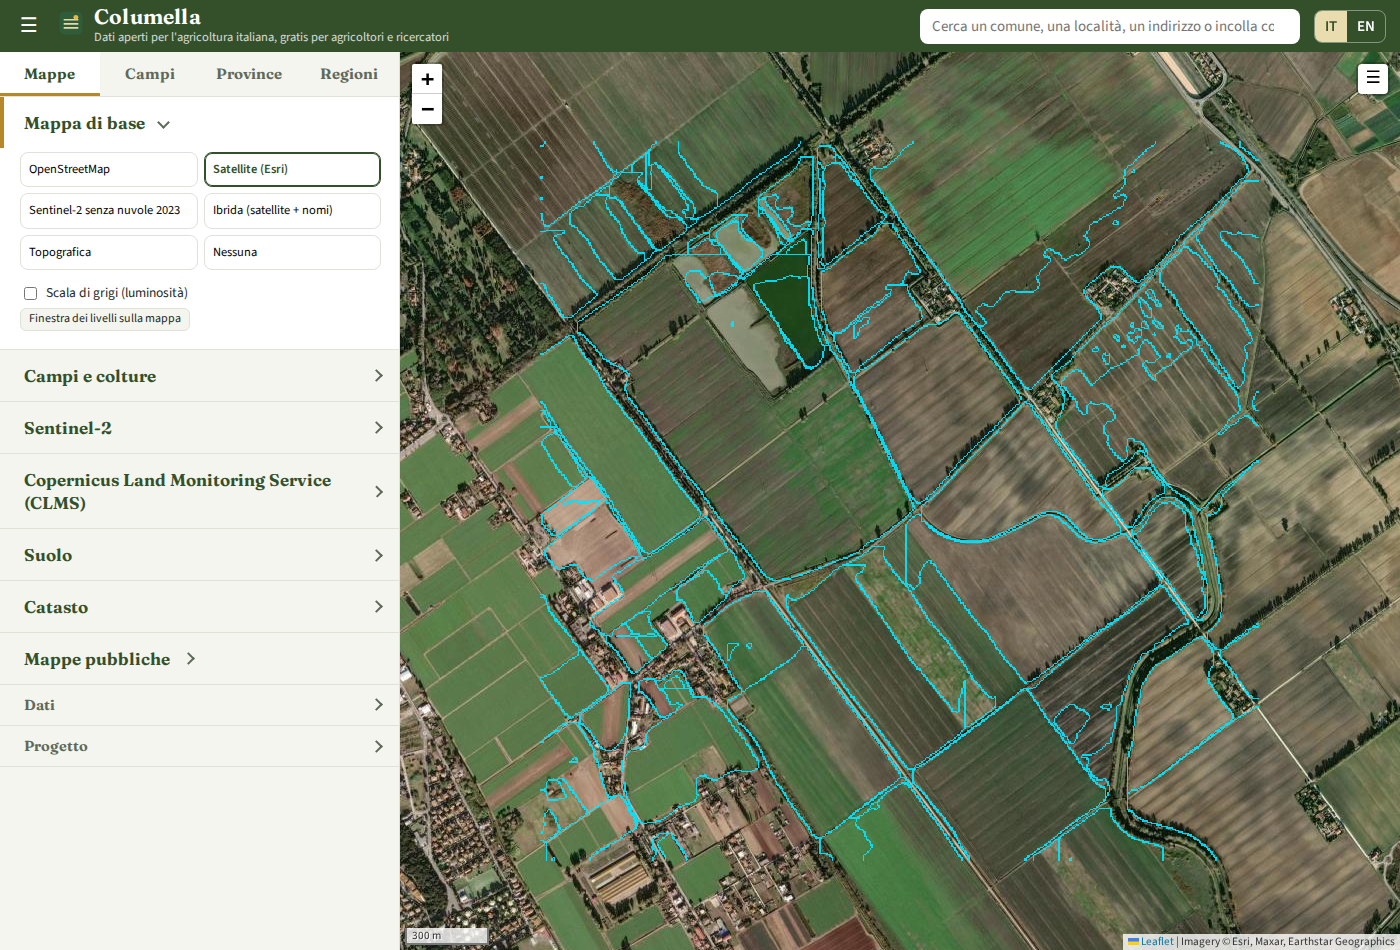 ☰
Columella
Dati aperti per l'agricoltura italiana, gratis per agricoltori e ricercatori
Cerca un comune, una località, un indirizzo o incolla co
IT
EN
Mappe
Campi
Province
Regioni
Mappa di base
OpenStreetMap
Satellite (Esri)
Sentinel-2 senza nuvole 2023
Ibrida (satellite + nomi)
Topografica
Nessuna
Scala di grigi (luminosità)
Finestra dei livelli sulla mappa
Campi e colture
Sentinel-2
Copernicus Land Monitoring Service
(CLMS)
Suolo
Catasto
Mappe pubbliche
Dati
Progetto
+
−
☰
300 m
Leaflet | Imagery © Esri, Maxar, Earthstar Geographics